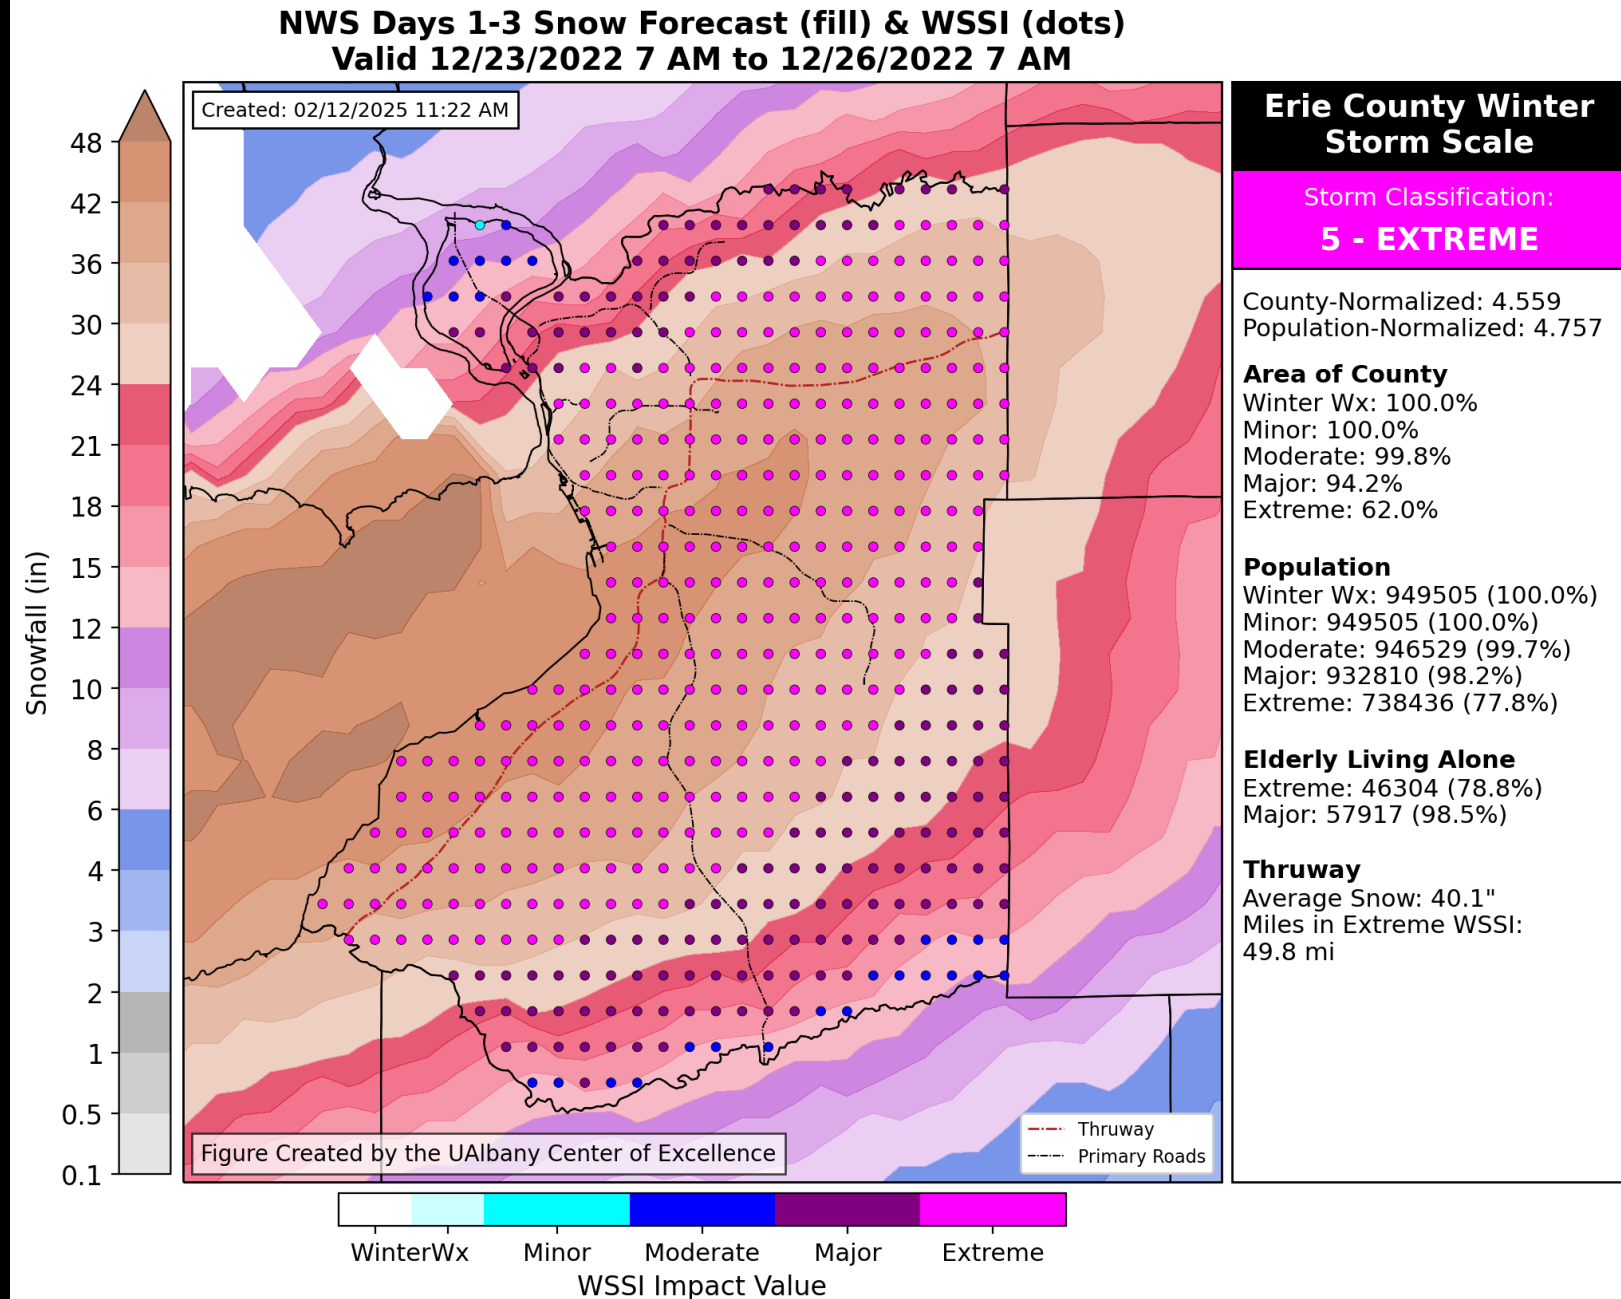 NWS Days 1-3 Snow Forecast (fill) & WSSI (dots)
Valid 12/23/2022 7 AM to 12/26/2022 7 AM
Created: 02/12/2025 11:22 AM
48
42
36
30
24
21
18
15
12
10
8
6
4
3
2
1
0.5
0.1
Snowfall (in)
Figure Created by the UAlbany Center of Excellence
Thruway
Primary Roads
WinterWx
Minor
Moderate
Major
Extreme
WSSI Impact Value
Erie County Winter
Storm Scale
Storm Classification:
5 - EXTREME
County-Normalized: 4.559
Population-Normalized: 4.757
Area of County
Winter Wx: 100.0%
Minor: 100.0%
Moderate: 99.8%
Major: 94.2%
Extreme: 62.0%
Population
Winter Wx: 949505 (100.0%)
Minor: 949505 (100.0%)
Moderate: 946529 (99.7%)
Major: 932810 (98.2%)
Extreme: 738436 (77.8%)
Elderly Living Alone
Extreme: 46304 (78.8%)
Major: 57917 (98.5%)
Thruway
Average Snow: 40.1"
Miles in Extreme WSSI:
49.8 mi